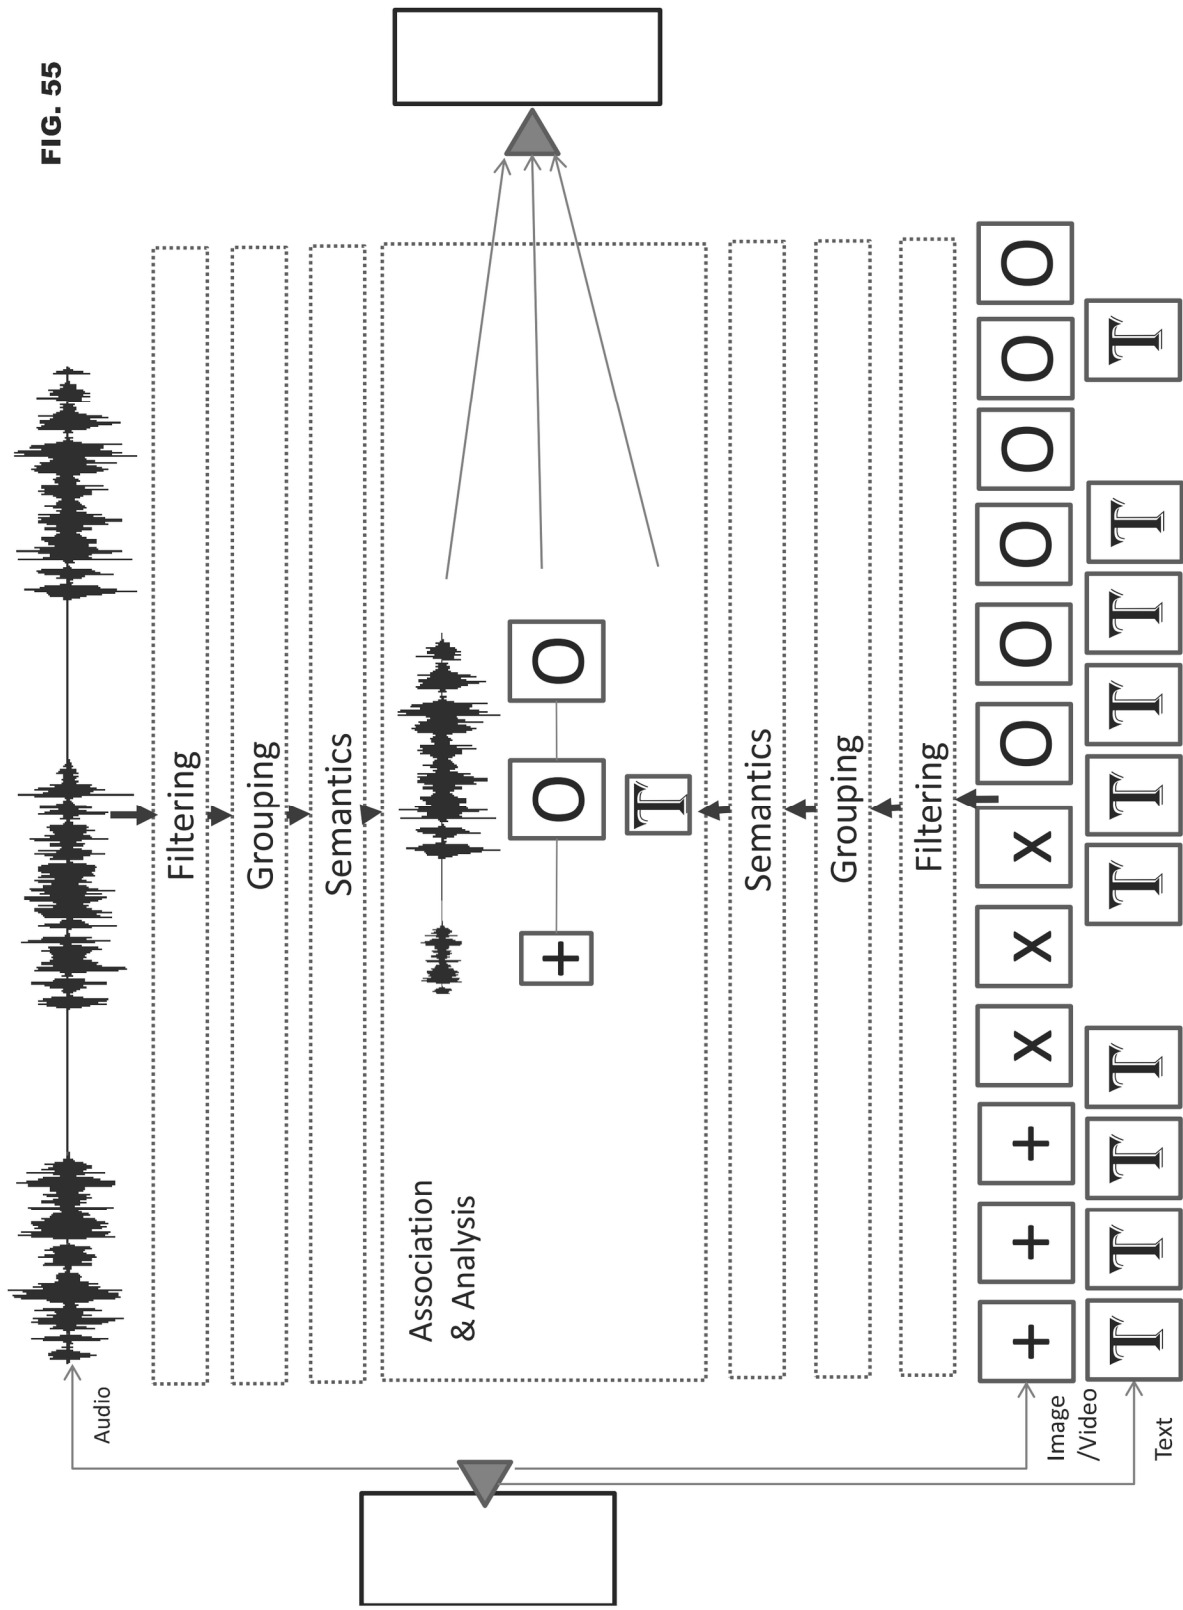 FIG. 55
Audio
Filtering
Grouping
Semantics
Association
& Analysis
+ O O
T
Semantics
Grouping
Filtering
+ + + X X X O O O O O O
Image
/Video
T T T T T T T T T T
Text